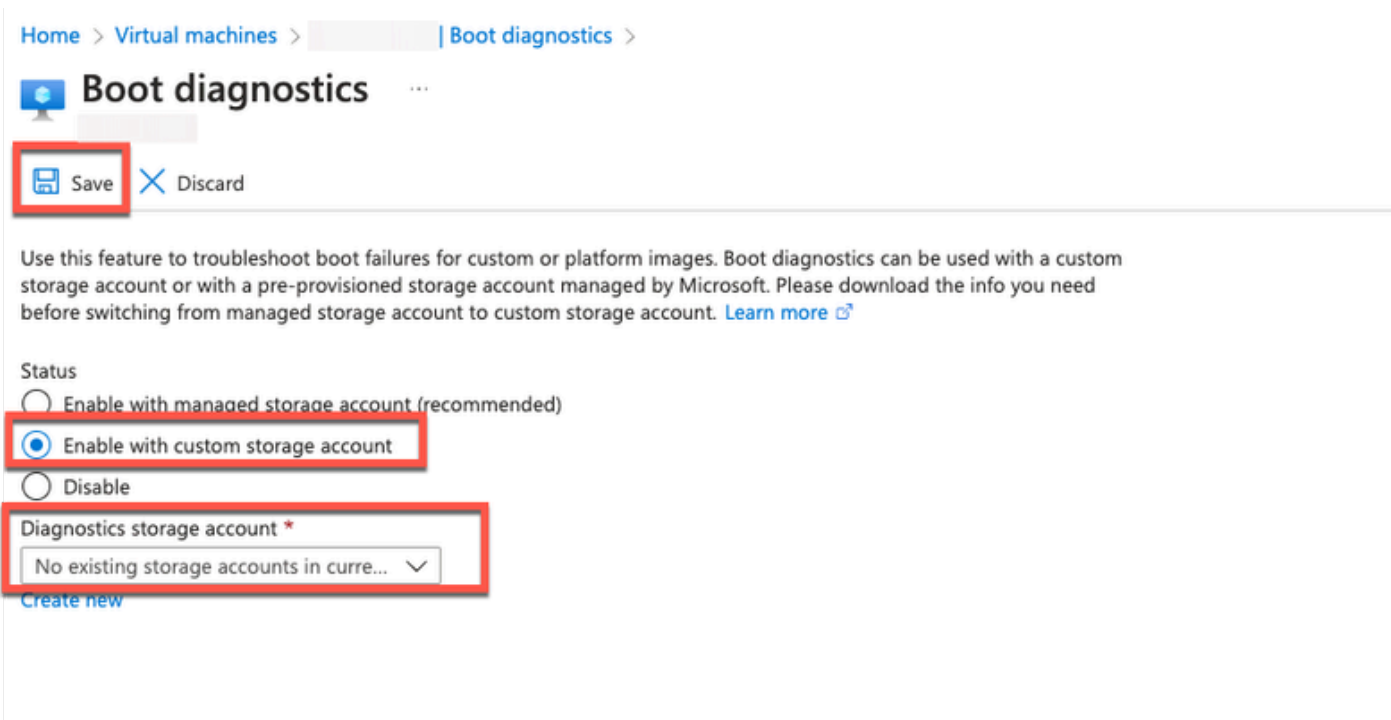 Home > Virtual machines > | Boot diagnostics >
Boot diagnostics ...
Save Discard
Use this feature to troubleshoot boot failures for custom or platform images. Boot diagnostics can be used with a custom
storage account or with a pre-provisioned storage account managed by Microsoft. Please download the info you need
before switching from managed storage account to custom storage account. Learn more
Status
Enable with managed storage account (recommended)
Enable with custom storage account
Disable
Diagnostics storage account *
No existing storage accounts in curre...
Create new